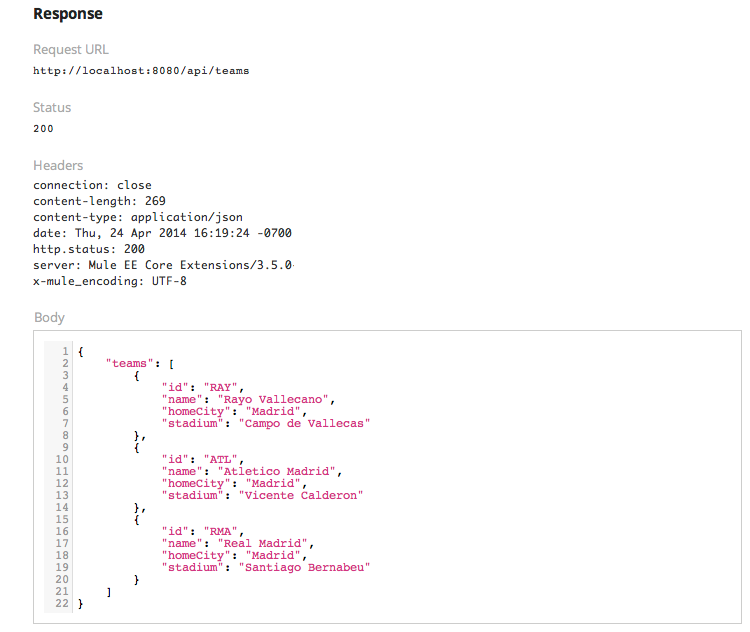 Response
Request URL
http://localhost:8080/api/teams
Status
200
Headers
connection: close
content-length: 269
content-type: application/json
date: Thu, 24 Apr 2014 16:19:24 -0700
http.status: 200
server: Mule EE Core Extensions/3.5.0
x-mule_encoding: UTF-8
Body
1 {
2     "teams": [
3         {
4             "id": "RAY",
5             "name": "Rayo Vallecano",
6             "homeCity": "Madrid",
7             "stadium": "Campo de Vallecas"
8         },
9         {
10             "id": "ATL",
11             "name": "Atletico Madrid",
12             "homeCity": "Madrid",
13             "stadium": "Vicente Calderon"
14         },
15         {
16             "id": "RMA",
17             "name": "Real Madrid",
18             "homeCity": "Madrid",
19             "stadium": "Santiago Bernabeu"
20         }
21     ]
22 }